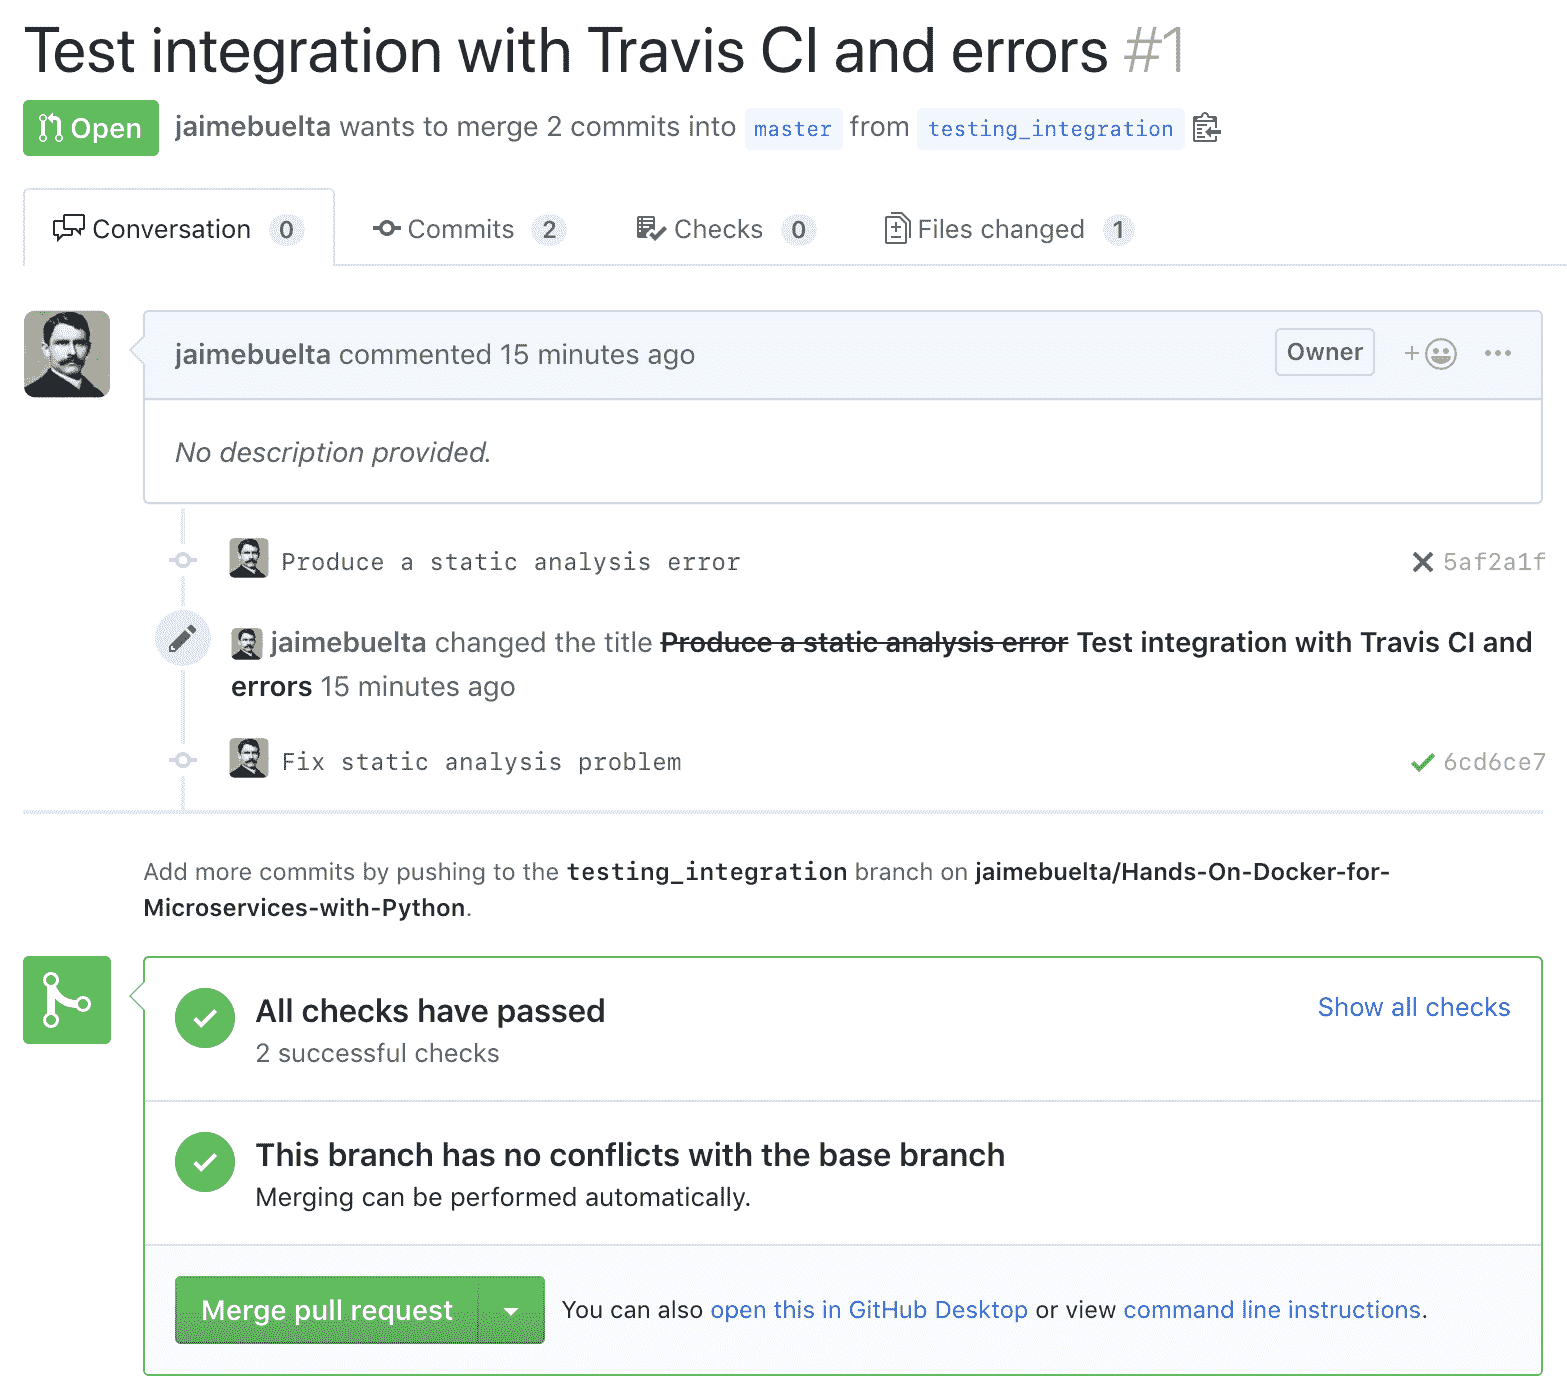 Test integration with Travis CI and errors #1
Open jaimebuelta wants to merge 2 commits into master from testing_integration
Conversation 0 Commits 2 Checks 0 Files changed 1
jaimebuelta commented 15 minutes ago Owner + ...
No description provided.
Produce a static analysis error 5af2a1f
jaimebuelta changed the title Produce a static analysis error Test integration with Travis CI and
errors 15 minutes ago
Fix static analysis problem 6cd6ce7
Add more commits by pushing to the testing_integration branch on jaimebuelta/Hands-On-Docker-for-
Microservices-with-Python.
All checks have passed Show all checks
2 successful checks
This branch has no conflicts with the base branch
Merging can be performed automatically.
Merge pull request You can also open this in GitHub Desktop or view command line instructions.